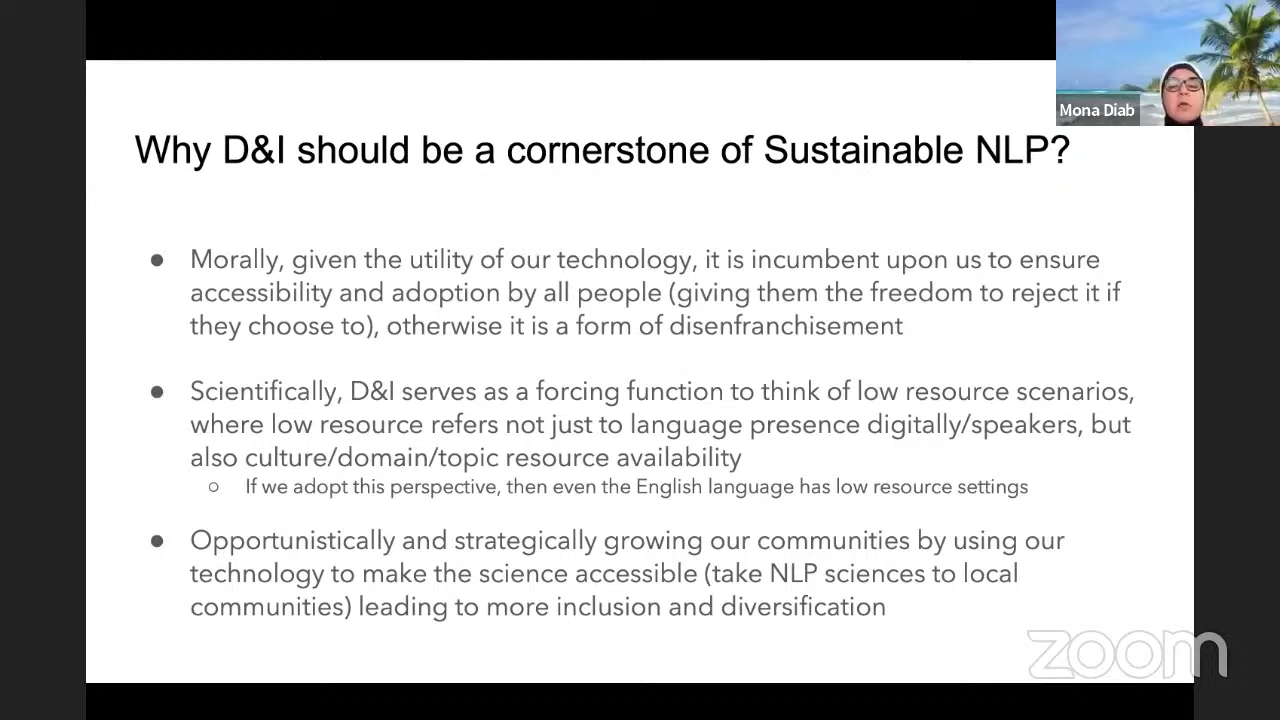 Mona Diab
Why D&I should be a cornerstone of Sustainable NLP?
● Morally, given the utility of our technology, it is incumbent upon us to ensure
accessibility and adoption by all people (giving them the freedom to reject it if
they choose to), otherwise it is a form of disenfranchisement
● Scientifically, D&I serves as a forcing function to think of low resource scenarios,
where low resource refers not just to language presence digitally/speakers, but
also culture/domain/topic resource availability
○ If we adopt this perspective, then even the English language has low resource settings
● Opportunistically and strategically growing our communities by using our
technology to make the science accessible (take NLP sciences to local
communities) leading to more inclusion and diversification
zoom